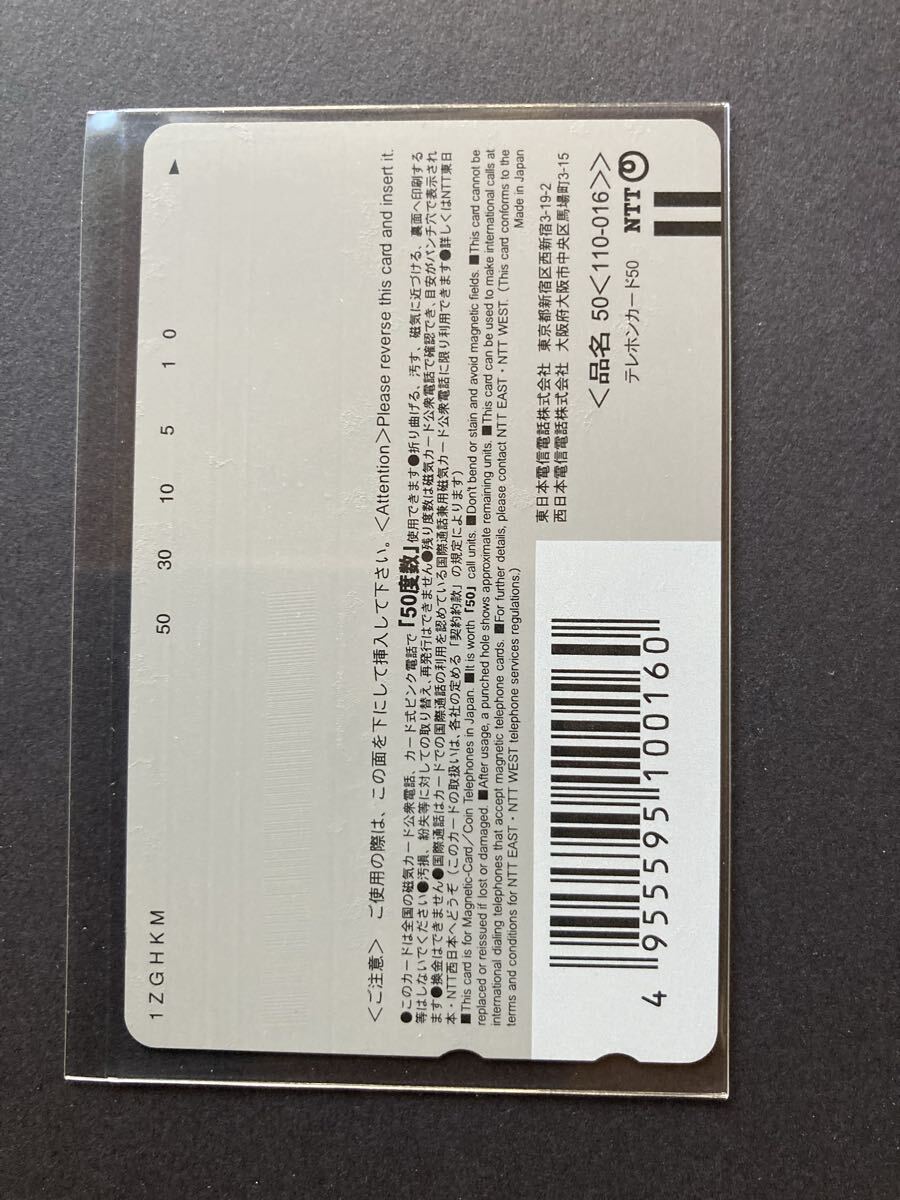 1 Z G H K M
50 30 10 5 1 0
＜ご注意＞ ご使用の際は、この面を下にして挿入して下さい。＜Attention＞Please reverse this card and insert it.
●このカードは全国の磁気カード公衆電話、カード式ピンク電話で「50度数」使用できます●折り曲げる、汚す、磁気に近づける、裏面へ印刷する
等はしないでください●汚損、紛失等に対しての取り替え、再発行はできません●残り度数は磁気カード公衆電話で確認でき、目安がパンチ穴で表示され
ます●換金はできません●国際通話はカードでの国際通話の利用を認めている国際通話兼用磁気カード公衆電話に限り利用できます●詳しくはNTT東日
本・NTT西日本へどうぞ（このカードの取扱いは、各社の定める「契約約款」の規定によります）
■This card is for Magnetic-Card／Coin Telephones in Japan. ■It is worth「50」call units. ■Don't bend or stain and avoid magnetic fields. ■This card cannot be
replaced or reissued if lost or damaged. ■After usage, a punched hole shows approximate remaining units. ■This card can be used to make international calls at
international dialing telephones that accept magnetic telephone cards. ■For further details, please contact NTT EAST・NTT WEST. (This card conforms to the
terms and conditions for NTT EAST・NTT WEST telephone services regulations.)
Made in Japan
東日本電信電話株式会社 東京都新宿区西新宿3-19-2
西日本電信電話株式会社 大阪府大阪市中央区馬場町3-15
＜品名 50＜110-016＞＞
テレホンカード50 NTT
4 955595 100160